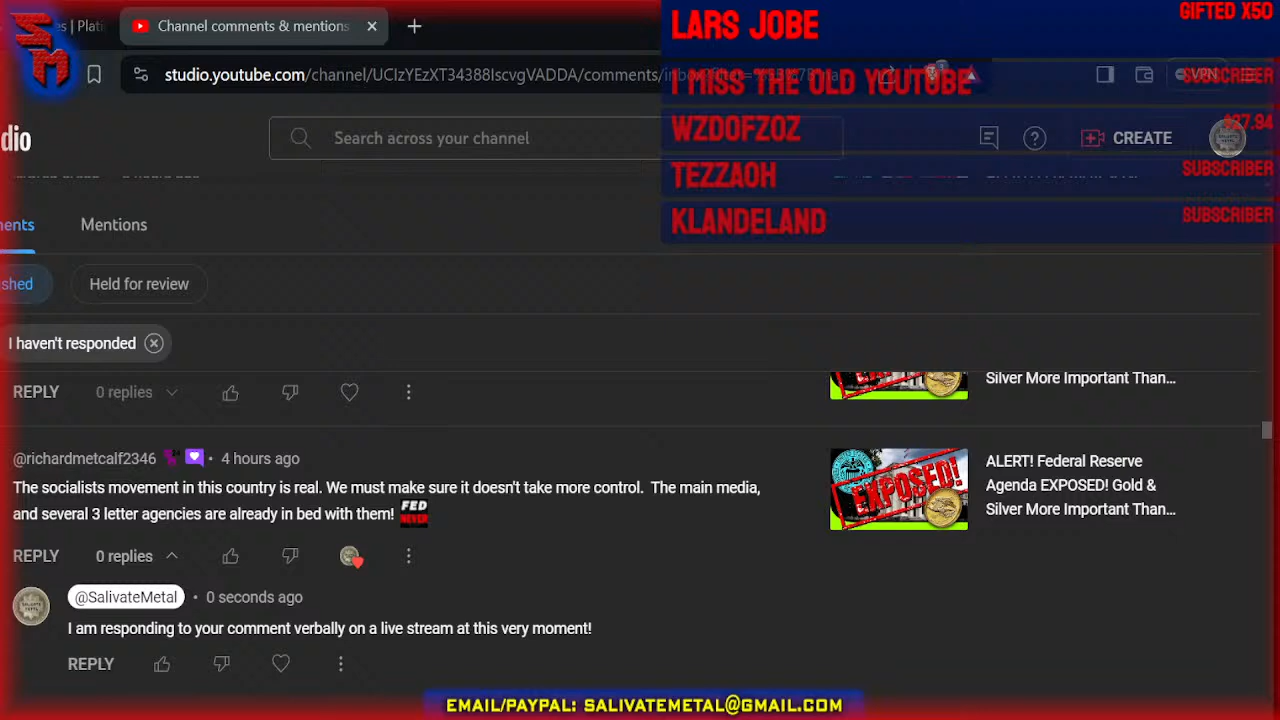 es | Plati
Channel comments & mentions
LARS JOBE
GIFTED X50
studio.youtube.com/channel/UCIzYEzXT34388IscvgVADDA/comments/inbox
I MISS THE OLD YOUTUBE
SUBSCRIBER
VPN
WZDOFZOZ
$27.94
dio
Search across your channel
CREATE
TEZZAOH
SUBSCRIBER
KLANDELAND
SUBSCRIBER
ments
Mentions
shed
Held for review
I haven't responded
REPLY
0 replies
Silver More Important Than...
@richardmetcalf2346 • 4 hours ago
The socialists movement in this country is real. We must make sure it doesn't take more control. The main media,
and several 3 letter agencies are already in bed with them! FED NEVER
EXPOSED!
ALERT! Federal Reserve
Agenda EXPOSED! Gold &
Silver More Important Than...
REPLY
0 replies
@SalivateMetal • 0 seconds ago
I am responding to your comment verbally on a live stream at this very moment!
REPLY
EMAIL/PAYPAL: SALIVATEMETAL@GMAIL.COM